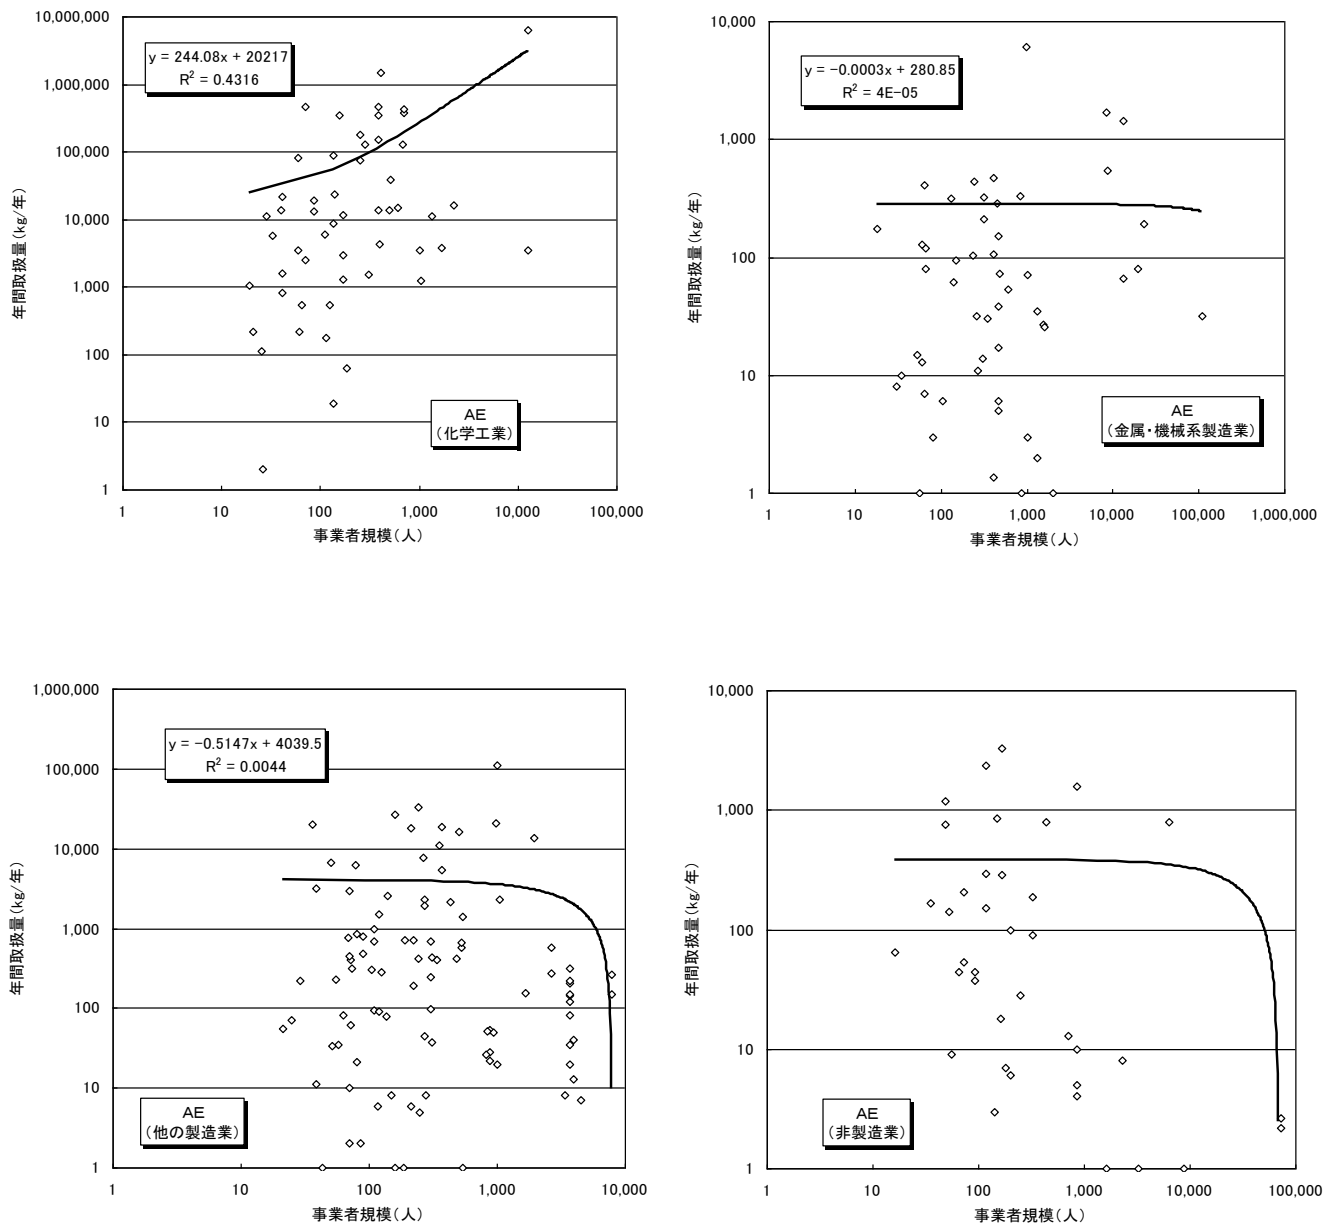 10,000,000
1,000,000
100,000
10,000
1,000
100
10
1
年間取扱量(kg/年)
y = 244.08x + 20217
R² = 0.4316
AE
(化学工業)
1 10 100 1,000 10,000 100,000
事業者規模(人)
10,000
1,000
100
10
1
年間取扱量(kg/年)
y = −0.0003x + 280.85
R² = 4E−05
AE
(金属・機械系製造業)
1 10 100 1,000 10,000 100,000 1,000,000
事業者規模(人)
1,000,000
100,000
10,000
1,000
100
10
1
年間取扱量(kg/年)
y = −0.5147x + 4039.5
R² = 0.0044
AE
(他の製造業)
1 10 100 1,000 10,000
事業者規模(人)
10,000
1,000
100
10
1
年間取扱量(kg/年)
AE
(非製造業)
1 10 100 1,000 10,000 100,000
事業者規模(人)